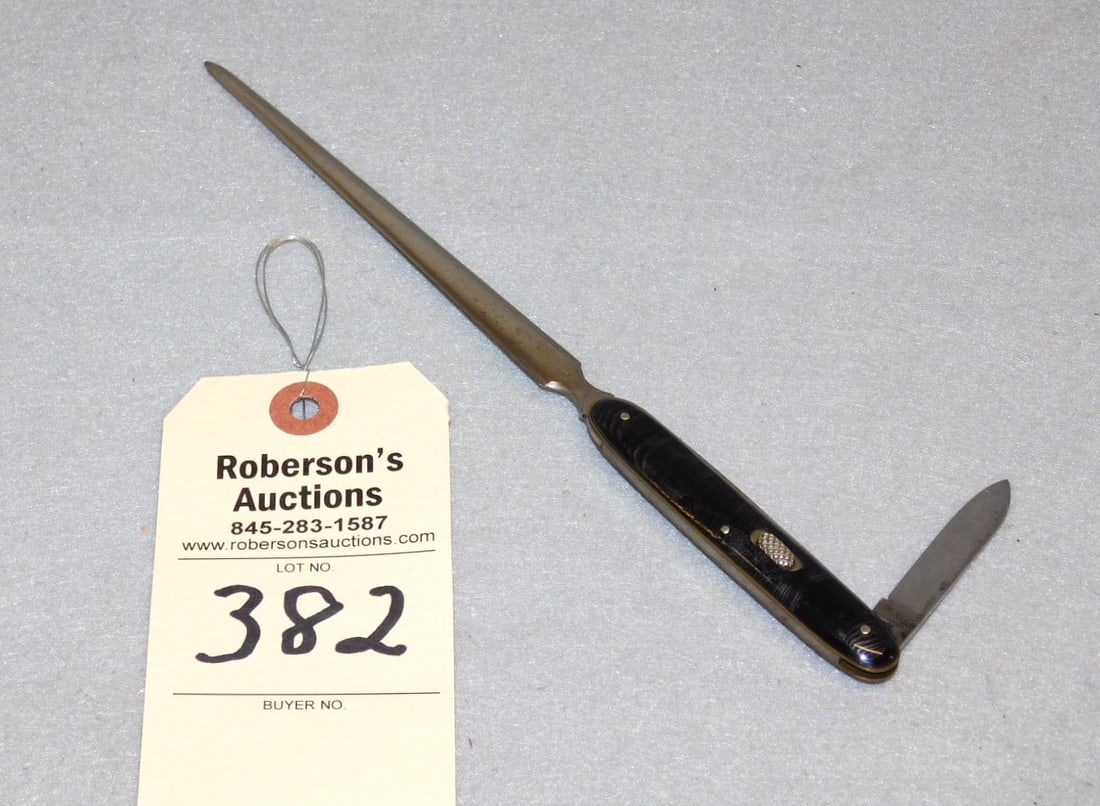 Roberson's
Auctions
845-283-1587
www.robersonsauctions.com
LOT NO.
382
BUYER NO.